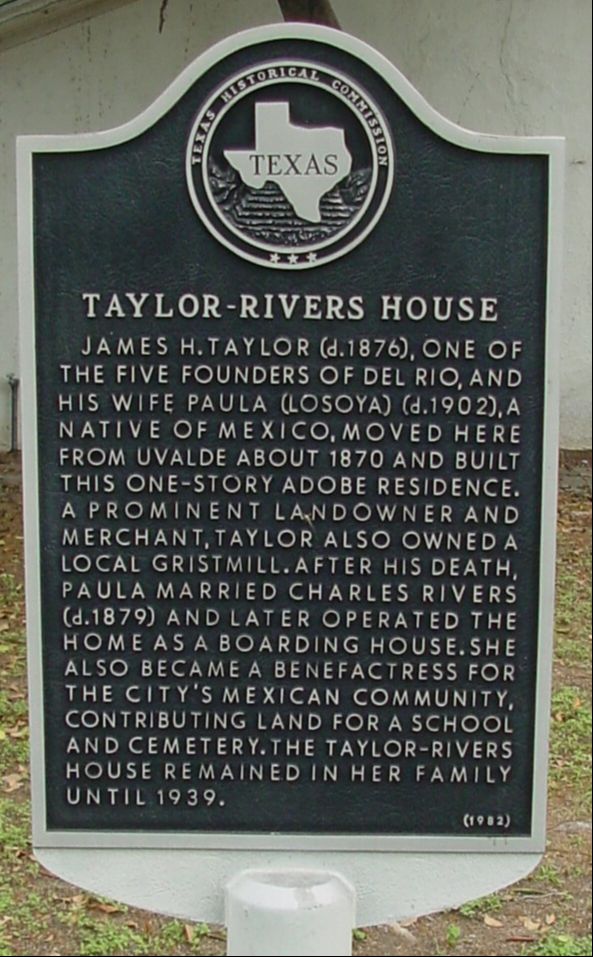 TEXAS HISTORICAL COMMISSION
TEXAS
TAYLOR-RIVERS HOUSE
JAMES H. TAYLOR (d.1876), ONE OF
THE FIVE FOUNDERS OF DEL RIO, AND
HIS WIFE, PAULA (LOSOYA) (d.1902), A
NATIVE OF MEXICO, MOVED HERE
FROM UVALDE ABOUT 1870 AND BUILT
THIS ONE-STORY ADOBE RESIDENCE.
A PROMINENT LANDOWNER AND
MERCHANT, TAYLOR ALSO OWNED A
LOCAL GRISTMILL. AFTER HIS DEATH,
PAULA MARRIED CHARLES RIVERS
(d.1879) AND LATER OPERATED THE
HOME AS A BOARDING HOUSE. SHE
ALSO BECAME A BENEFACTRESS FOR
THE CITY'S MEXICAN COMMUNITY,
CONTRIBUTING LAND FOR A SCHOOL
AND CEMETERY. THE TAYLOR-RIVERS
HOUSE REMAINED IN HER FAMILY
UNTIL 1939.
(1982)